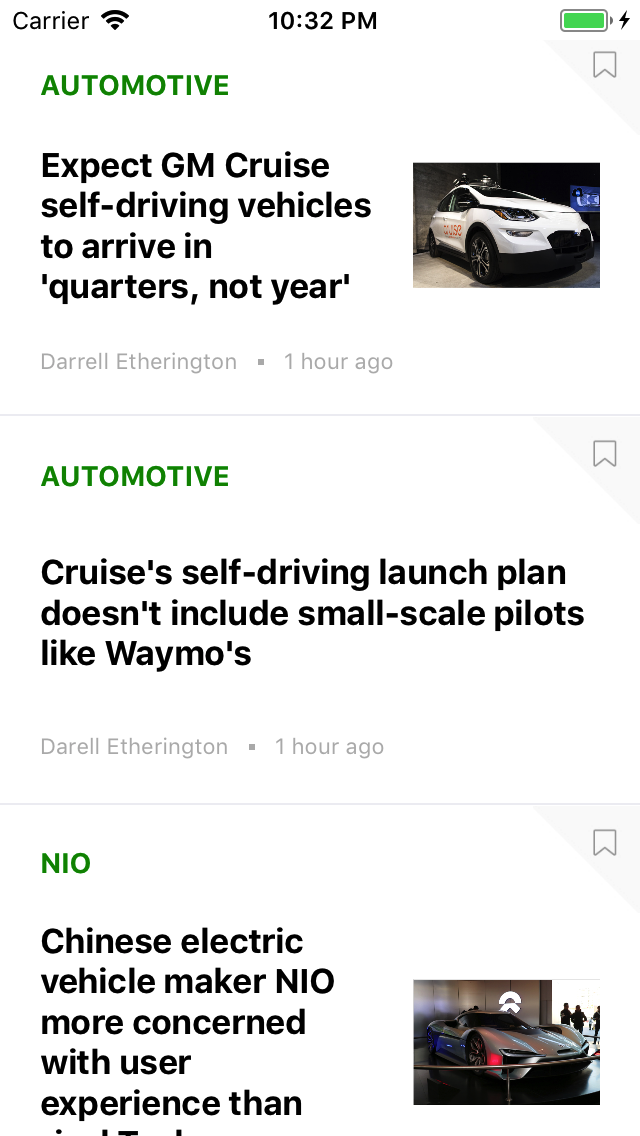 Carrier 10:32 PM
AUTOMOTIVE
Expect GM Cruise
self-driving vehicles
to arrive in
'quarters, not year'
cruise
Darrell Etherington ▪ 1 hour ago
AUTOMOTIVE
Cruise's self-driving launch plan
doesn't include small-scale pilots
like Waymo's
Darell Etherington ▪ 1 hour ago
NIO
Chinese electric
vehicle maker NIO
more concerned
with user
experience than